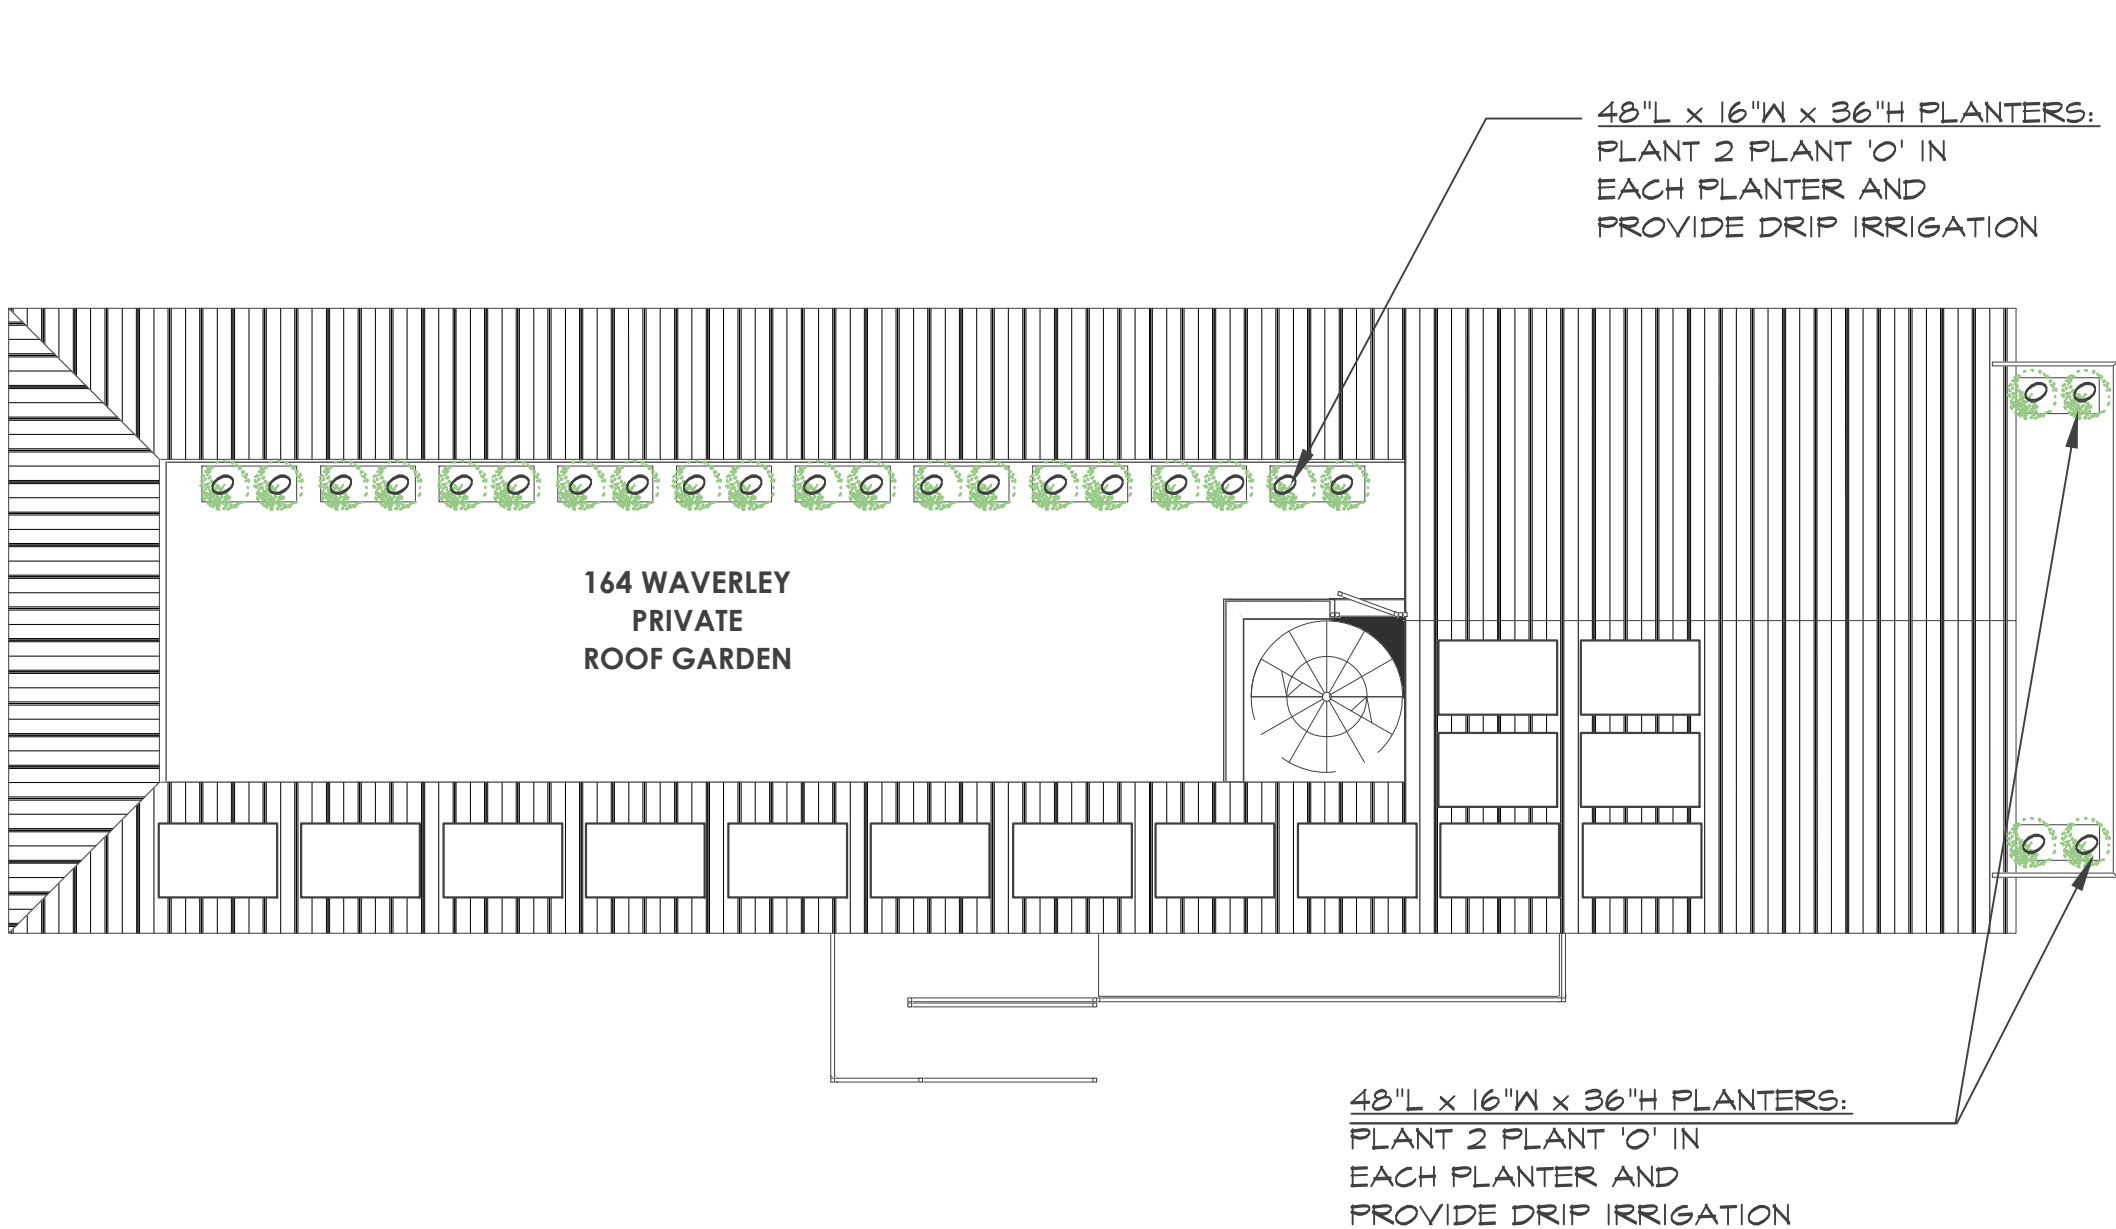 48"L x 16"W x 36"H PLANTERS:
PLANT 2 PLANT 'O' IN
EACH PLANTER AND
PROVIDE DRIP IRRIGATION
164 WAVERLEY
PRIVATE
ROOF GARDEN
48"L x 16"W x 36"H PLANTERS:
PLANT 2 PLANT 'O' IN
EACH PLANTER AND
PROVIDE DRIP IRRIGATION